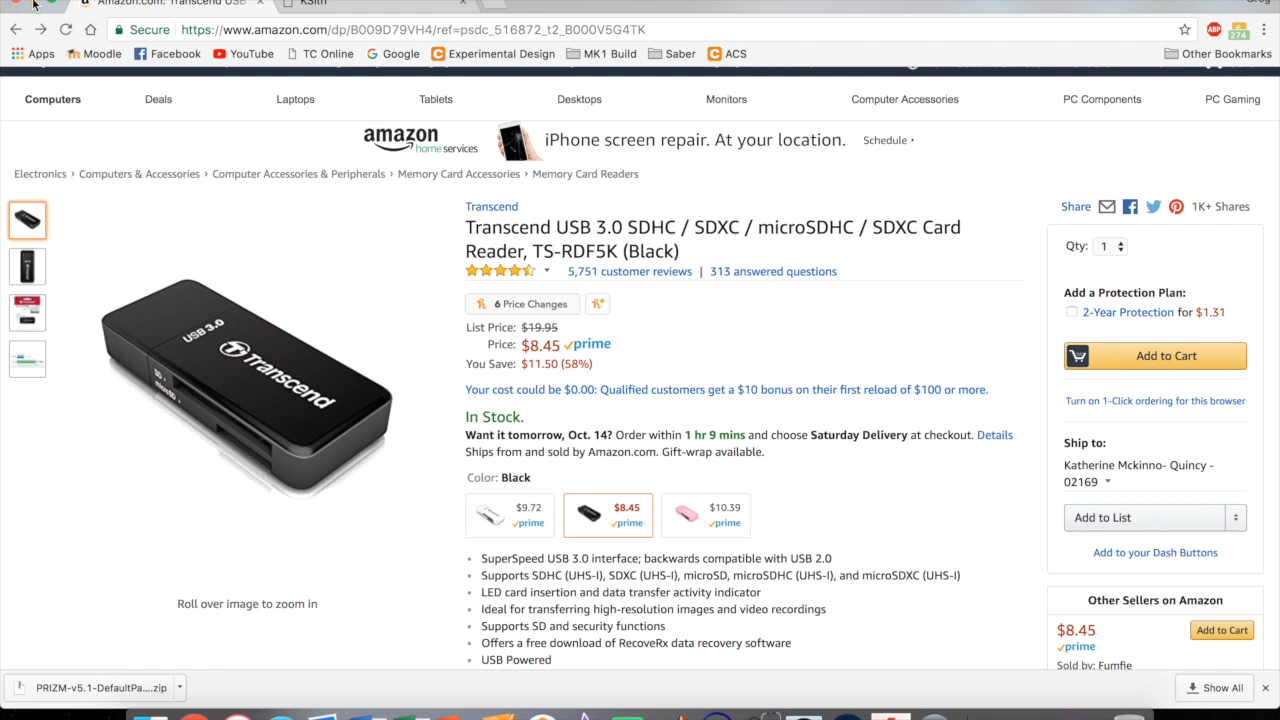 Amazon.com: Transcend USB
KSith
Greg
Secure https://www.amazon.com/dp/B009D79VH4/ref=psdc_516872_t2_B000V5G4TK
ABP
274
Apps Moodle Facebook YouTube TC Online Google Experimental Design MK1 Build Saber ACS Other Bookmarks
Computers Deals Laptops Tablets Desktops Monitors Computer Accessories PC Components PC Gaming
amazon home services iPhone screen repair. At your location. Schedule ›
Electronics › Computers & Accessories › Computer Accessories & Peripherals › Memory Card Accessories › Memory Card Readers
Transcend
Transcend USB 3.0 SDHC / SDXC / microSDHC / SDXC Card
Reader, TS-RDF5K (Black)
5,751 customer reviews | 313 answered questions
6 Price Changes
List Price: $19.95
Price: $8.45 prime
You Save: $11.50 (58%)
Your cost could be $0.00: Qualified customers get a $10 bonus on their first reload of $100 or more.
In Stock.
Want it tomorrow, Oct. 14? Order within 1 hr 9 mins and choose Saturday Delivery at checkout. Details
Ships from and sold by Amazon.com. Gift-wrap available.
Color: Black
$9.72 prime
$8.45 prime
$10.39 prime
• SuperSpeed USB 3.0 interface; backwards compatible with USB 2.0
• Supports SDHC (UHS-I), SDXC (UHS-I), microSD, microSDHC (UHS-I), and microSDXC (UHS-I)
• LED card insertion and data transfer activity indicator
• Ideal for transferring high-resolution images and video recordings
• Supports SD and security functions
• Offers a free download of RecoveRx data recovery software
• USB Powered
USB 3.0
Transcend
SD
microSD
Roll over image to zoom in
Share 1K+ Shares
Qty: 1
Add a Protection Plan:
2-Year Protection for $1.31
Add to Cart
Turn on 1-Click ordering for this browser
Ship to:
Katherine Mckinno- Quincy -
02169
Add to List
Add to your Dash Buttons
Other Sellers on Amazon
$8.45 Add to Cart
prime
Sold by: Fumfie
PRIZM-v5.1-DefaultPa....zip
Show All